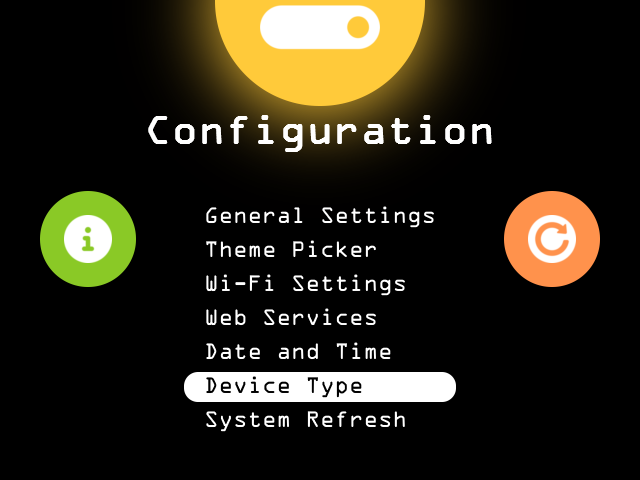 Configuration
General Settings
Theme Picker
Wi-Fi Settings
Web Services
Date and Time
Device Type
System Refresh